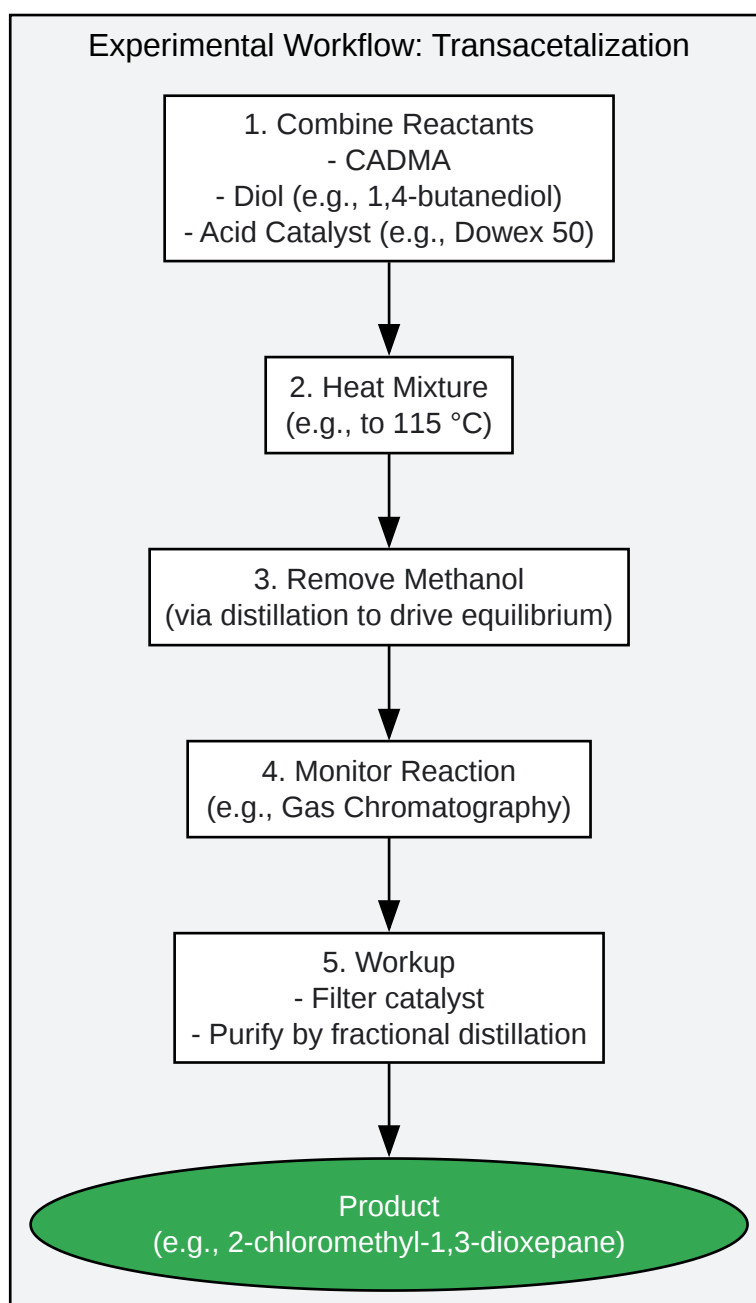 Experimental Workflow: Transacetalization
1. Combine Reactants
- CADMA
- Diol (e.g., 1,4-butanediol)
- Acid Catalyst (e.g., Dowex 50)
2. Heat Mixture
(e.g., to 115 °C)
3. Remove Methanol
(via distillation to drive equilibrium)
4. Monitor Reaction
(e.g., Gas Chromatography)
5. Workup
- Filter catalyst
- Purify by fractional distillation
Product
(e.g., 2-chloromethyl-1,3-dioxepane)